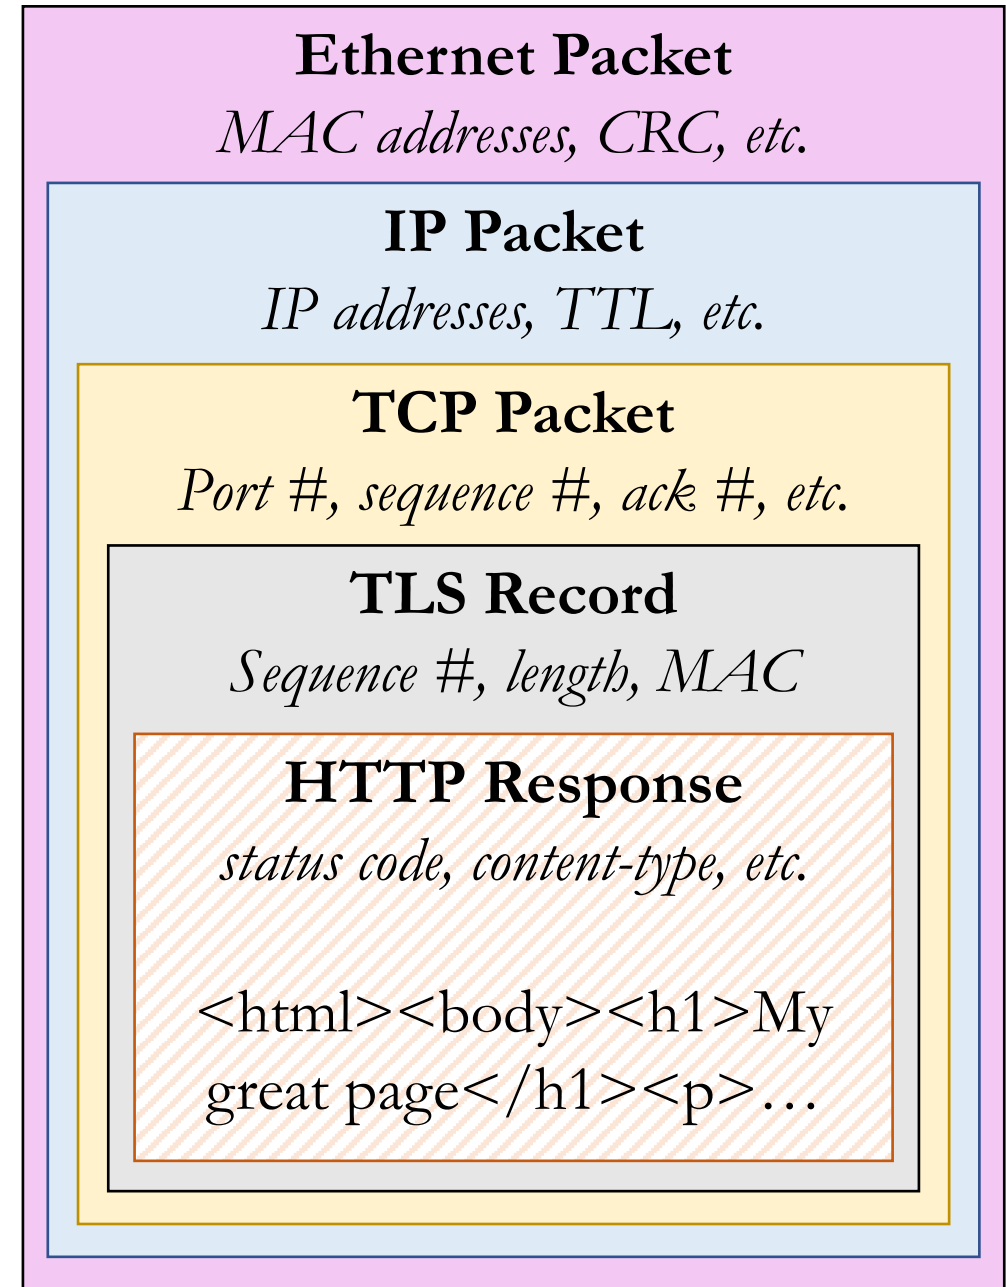 Ethernet Packet
MAC addresses, CRC, etc.
IP Packet
IP addresses, TTL, etc.
TCP Packet
Port #, sequence #, ack #, etc.
TLS Record
Sequence #, length, MAC
HTTP Response
status code, content-type, etc.
<html><body><h1>My
great page</h1><p>…